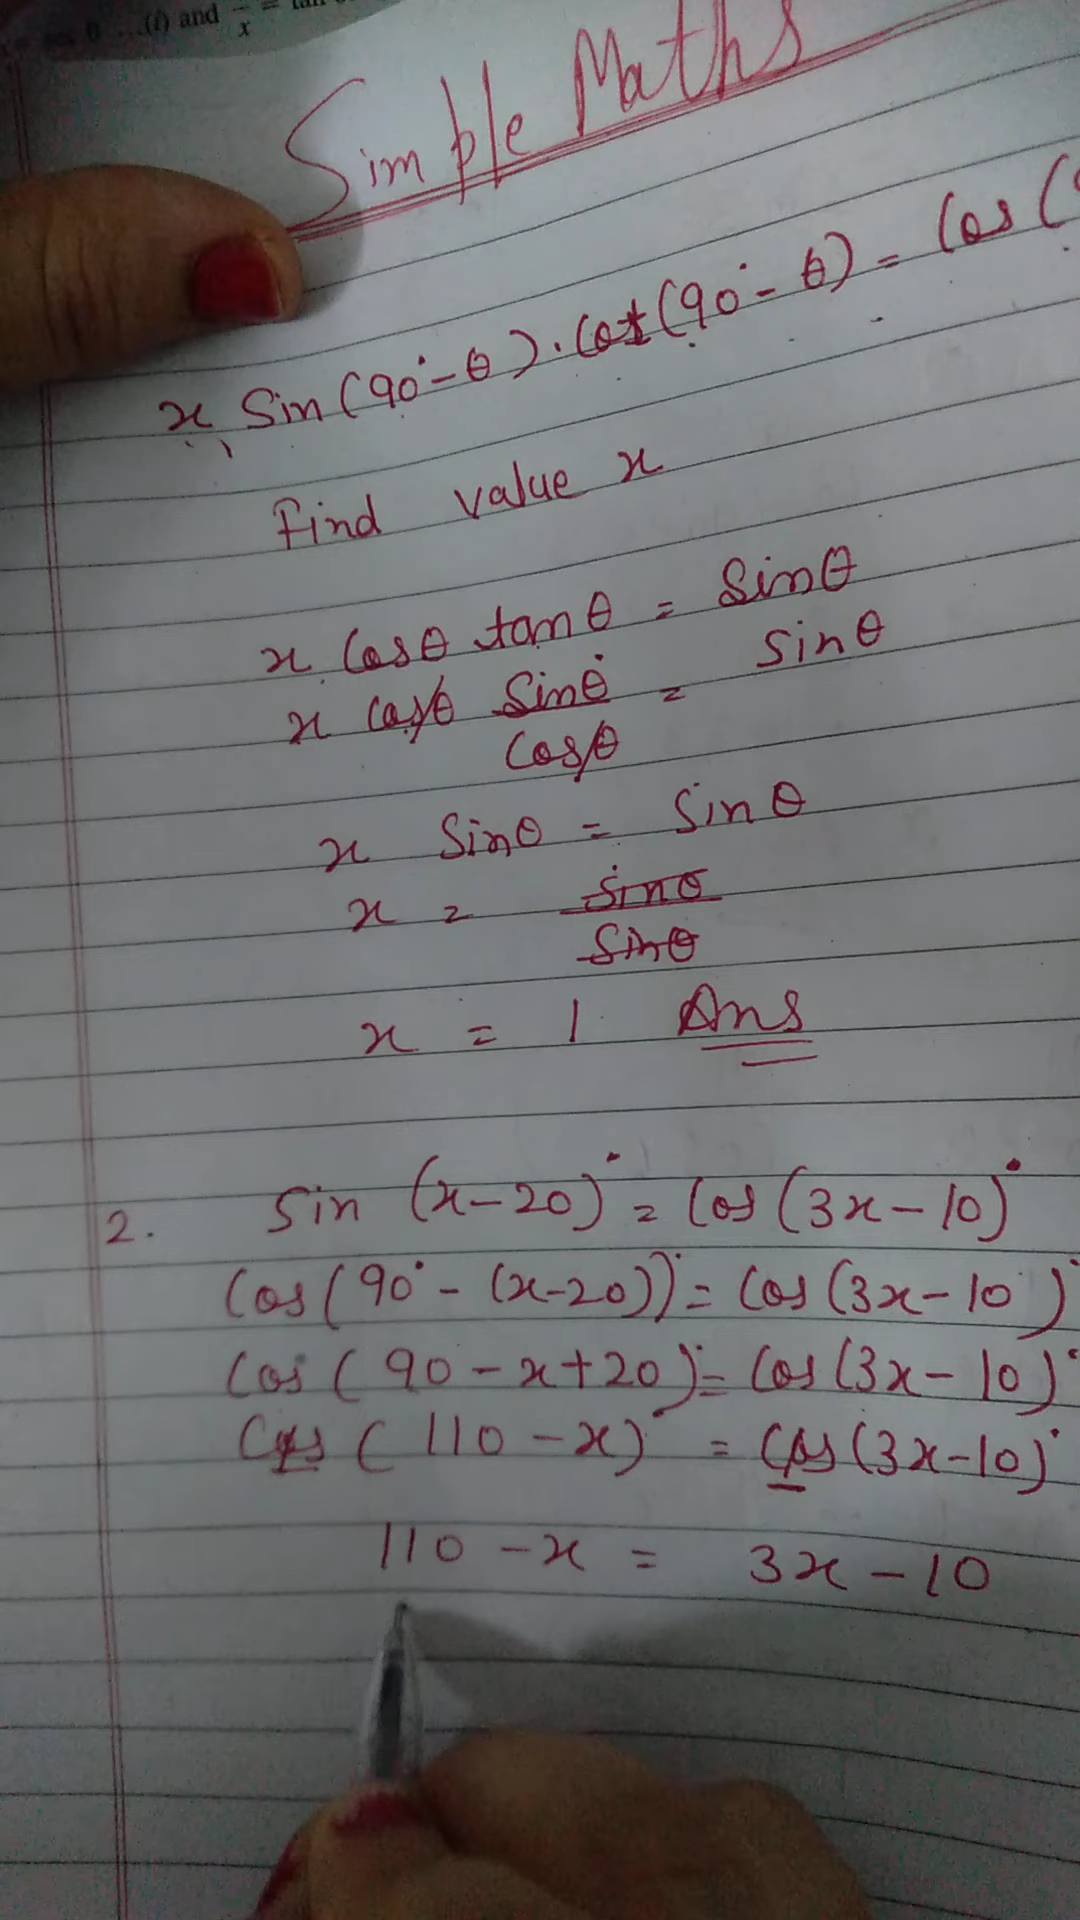 ...(i) and x = tan
Simple Maths
x Sin(90°-θ).Cot(90°-θ) = Cos(
Find value x
x Cosθ tanθ = Sinθ
x Cosθ Sinθ = Sinθ
Cosθ
x Sinθ = Sinθ
x = Sinθ
Sinθ
x = 1 Ans
2. Sin (x-20)° = Cos (3x-10)°
Cos(90°-(x-20))° = Cos(3x-10)°
Cos(90-x+20)° = Cos(3x-10)°
Cos(110-x)° = Cos(3x-10)°
110-x = 3x-10